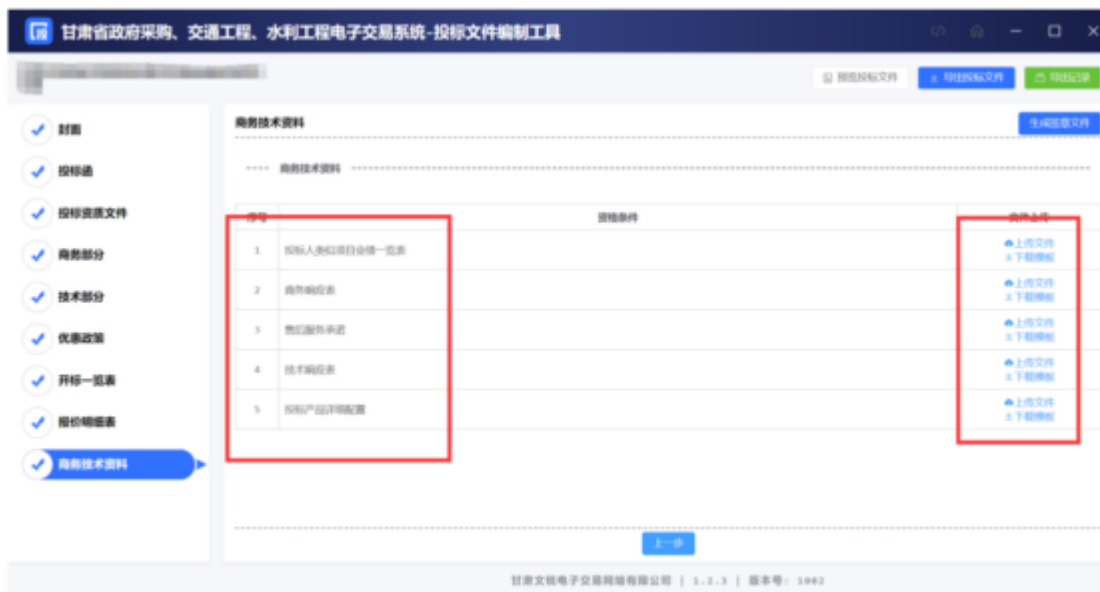 甘肃省政府采购、交通工程、水利工程电子交易系统-投标文件编制工具
预览投标文件 导出投标文件 导出记录
封面
投标函
投标资质文件
商务部分
技术部分
优惠政策
开标一览表
报价明细表
商务技术资料
商务技术资料 生成签章文件
商务技术资料
序号 资格条件 文件上传
1 投标人类似项目业绩一览表 上传文件
下载模板
2 商务响应表 上传文件
下载模板
3 售后服务承诺 上传文件
下载模板
4 技术响应表 上传文件
下载模板
5 投标产品详细配置 上传文件
下载模板
上一步
甘肃文锐电子交易网络有限公司 | 1.2.3 | 版本号: 1002